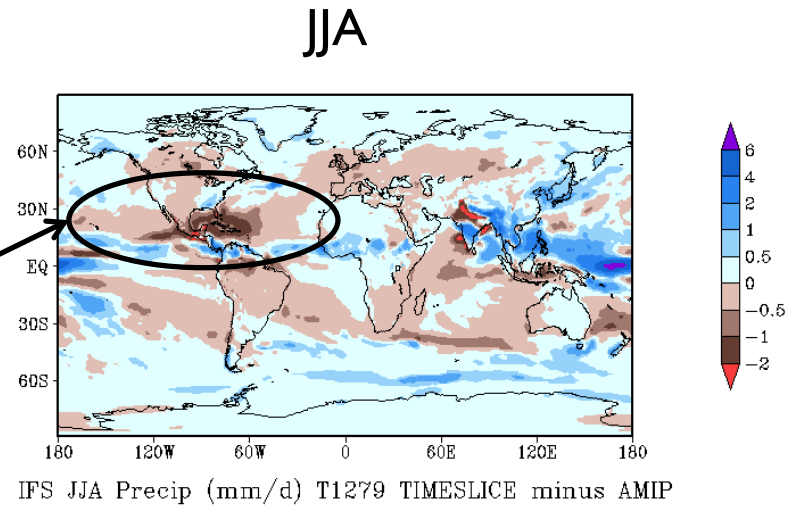 JJA
60N
30N
EQ
30S
60S
180 120W 60W 0 60E 120E 180
6
4
2
1
0.5
0
−0.5
−1
−2
IFS JJA Precip (mm/d) T1279 TIMESLICE minus AMIP